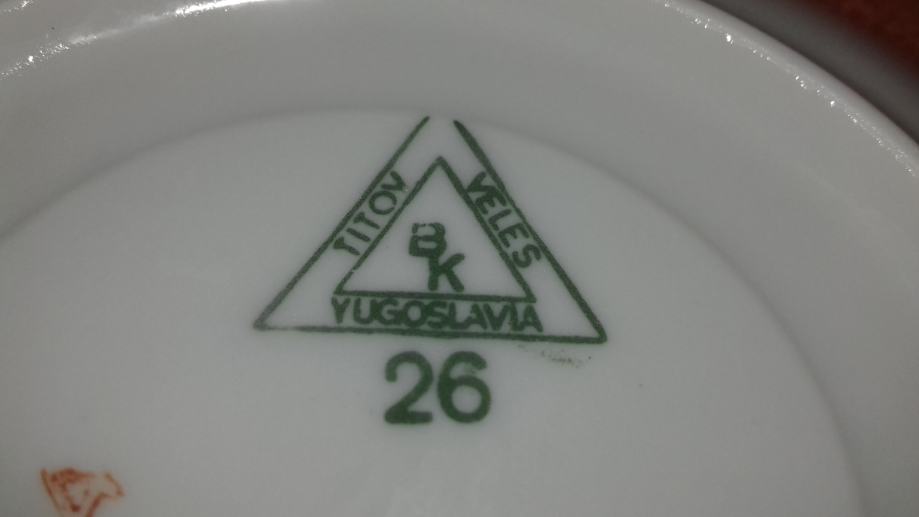 TITOV VELES
BK
YUGOSLAVIA
26